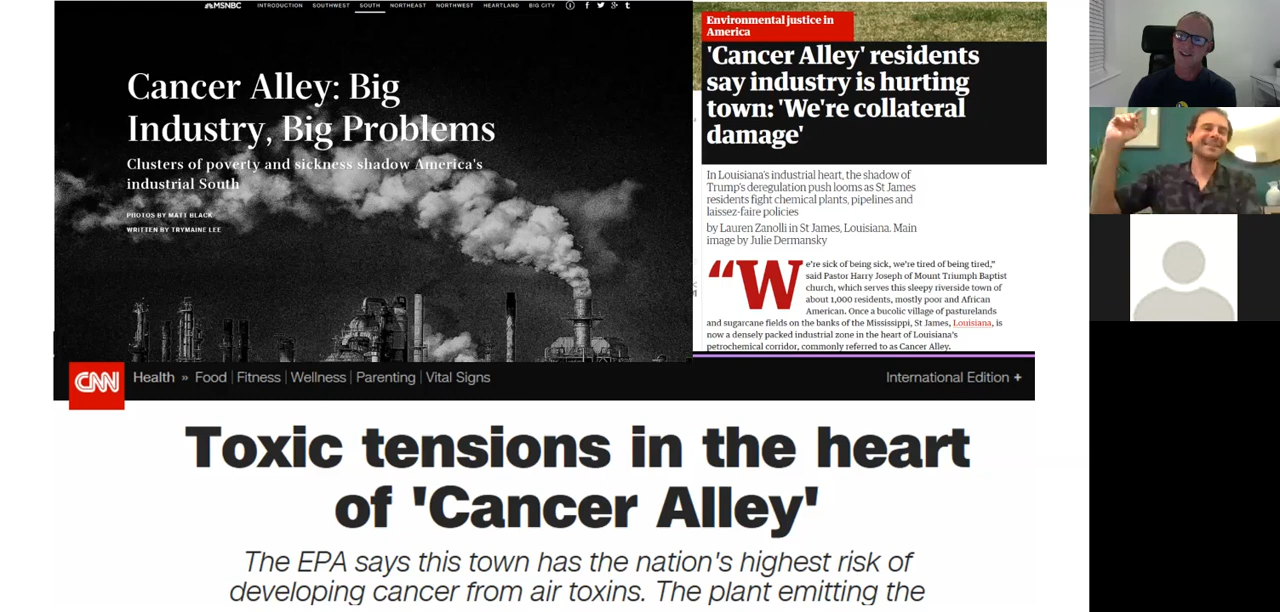 MSNBC
INTRODUCTION SOUTHWEST SOUTH NORTHEAST NORTHWEST HEARTLAND BIG CITY
Cancer Alley: Big
Industry, Big Problems
Clusters of poverty and sickness shadow America's
industrial South
PHOTOS BY MATT BLACK
WRITTEN BY TRYMAINE LEE
Environmental justice in
America
'Cancer Alley' residents
say industry is hurting
town: 'We're collateral
damage'
In Louisiana's industrial heart, the shadow of
Trump's deregulation push looms as St James
residents fight chemical plants, pipelines and
laissez-faire policies
by Lauren Zanolli in St James, Louisiana. Main
image by Julie Dermansky
“We’re sick of being sick, we’re tired of being tired,”
said Pastor Harry Joseph of Mount Triumph Baptist
church, which serves this sleepy riverside town of
about 1,000 residents, mostly poor and African
American. Once a bucolic village of pasturelands
and sugarcane fields on the banks of the Mississippi, St James, Louisiana, is
now a densely packed industrial zone in the heart of Louisiana's
petrochemical corridor, commonly referred to as Cancer Alley.
CNN Health » Food | Fitness | Wellness | Parenting | Vital Signs International Edition +
Toxic tensions in the heart
of 'Cancer Alley'
The EPA says this town has the nation's highest risk of
developing cancer from air toxins. The plant emitting the